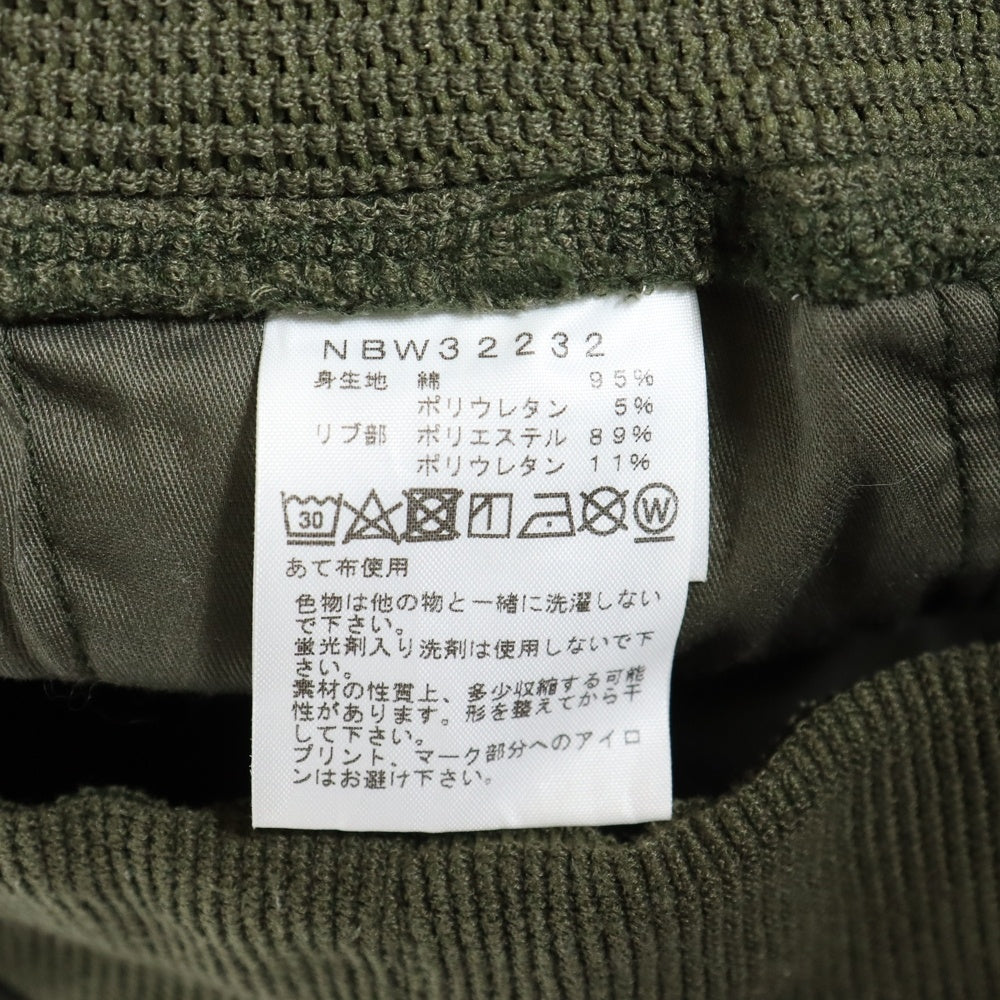 NBW32232
身生地 綿 95%
ポリウレタン 5%
リブ部 ポリエステル 89%
ポリウレタン 11%
30 W
あて布使用
色物は他の物と一緒に洗濯しない
で下さい。
蛍光剤入り洗剤は使用しないで下
さい。
素材の性質上、多少収縮する可能
性があります。形を整えてから干
して下さい。
プリント、マーク部分へのアイロ
ンはお避け下さい。